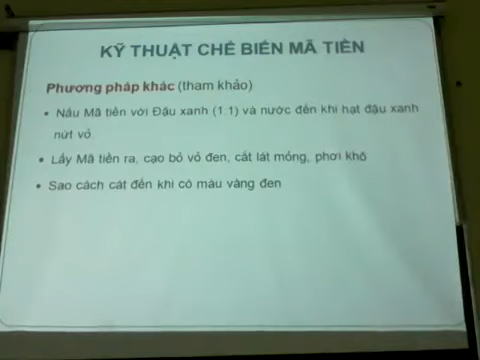 KỸ THUẬT CHẾ BIẾN MÃ TIỀN
Phương pháp khác (tham khảo)
• Nấu Mã tiền với Đậu xanh (1:1) và nước đến khi hạt đậu xanh
nứt vỏ.
• Lấy Mã tiền ra, cạo bỏ vỏ đen, cắt lát mỏng, phơi khô
• Sao cách cát đến khi có màu vàng đen